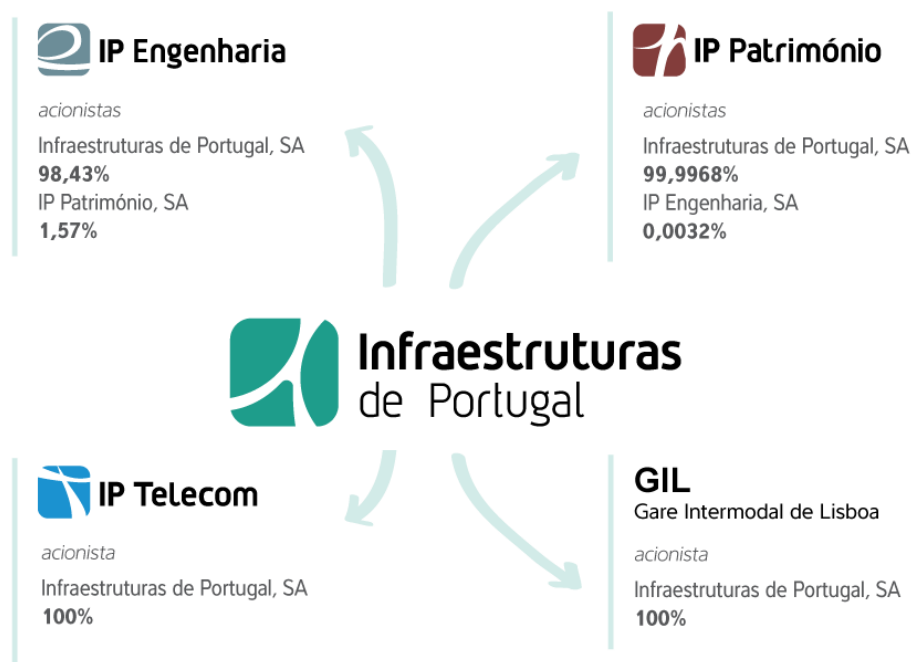 IP Engenharia
acionistas
Infraestruturas de Portugal, SA
98,43%
IP Património, SA
1,57%
IP Património
acionistas
Infraestruturas de Portugal, SA
99,9968%
IP Engenharia, SA
0,0032%
Infraestruturas
de Portugal
IP Telecom
acionista
Infraestruturas de Portugal, SA
100%
GIL
Gare Intermodal de Lisboa
acionista
Infraestruturas de Portugal, SA
100%